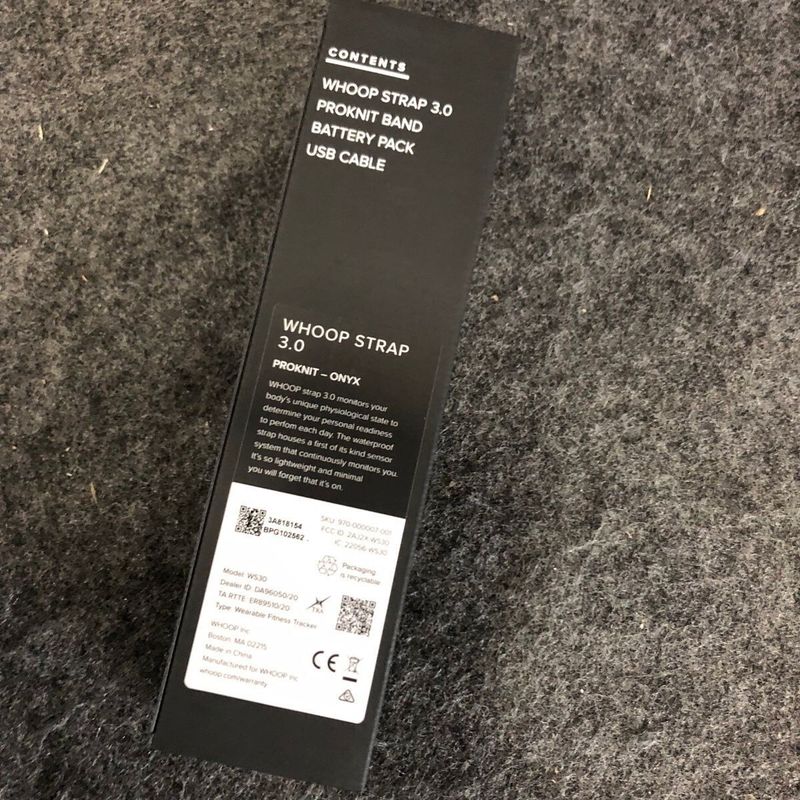 CONTENTS
WHOOP STRAP 3.0
PROKNIT BAND
BATTERY PACK
USB CABLE
WHOOP STRAP
3.0
PROKNIT – ONYX
WHOOP strap 3.0 monitors your
body's unique physiological state to
determine your personal readiness
to perfom each day. The waterproof
strap houses a first of its kind sensor
system that continuously monitors you.
It's so lightweight and minimal
you will forget that it's on.
3A818154
BPG102562
SKU: 970-000007-001
FCC ID: 2AJ2X-WS30
IC: 22056-WS30
Packaging
is recyclable
Model: WS30
Dealer ID: DA96050/20
TA RTTE: ER89510/20
Type: Wearable Fitness Tracker
TRA
WHOOP Inc
Boston, MA 02215
Made in China
Manufactured for WHOOP Inc
whoop.com/warranty
CE